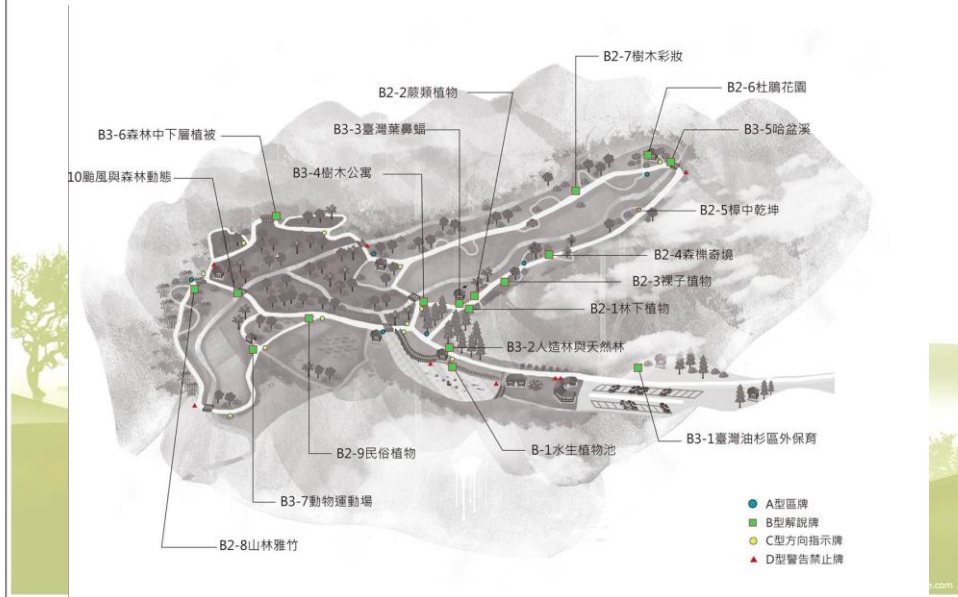 B2-7樹木彩妝
B2-2蕨類植物
B2-6杜鵑花園
B3-6森林中下層植被
B3-3臺灣葉鼻蝠
B3-5哈盆溪
10颱風與森林動態
B3-4樹木公寓
B2-5樟中乾坤
B2-4森櫟奇境
B2-3裸子植物
B2-1林下植物
B3-2人造林與天然林
B3-1臺灣油杉區外保育
B2-9民俗植物
B-1水生植物池
B3-7動物運動場
B2-8山林雅竹
A型區牌
B型解說牌
C型方向指示牌
D型警告禁止牌
e.com